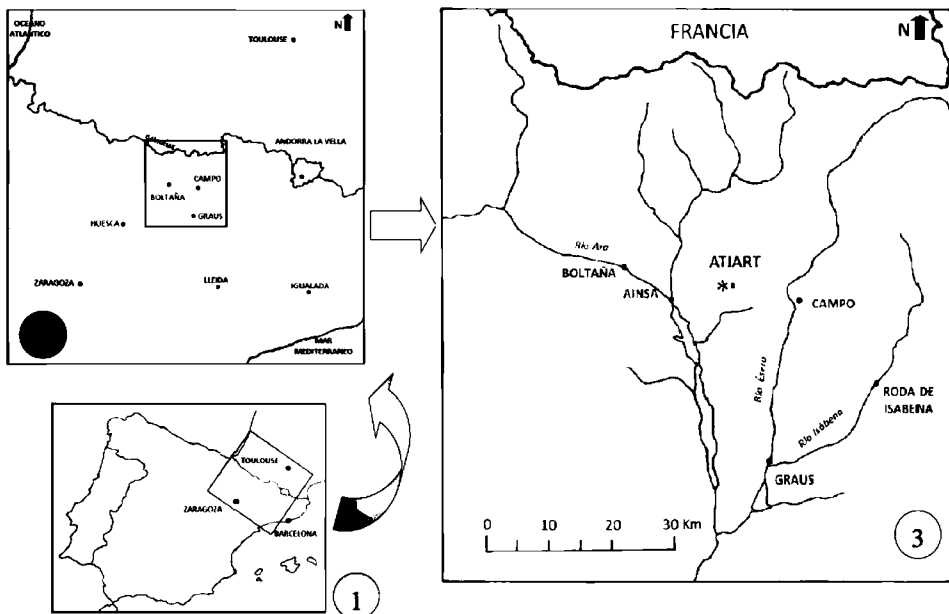 OCEANO
ATLANTICO
N
TOULOUSE
ANDORRA LA VELLA
CAMPO
BOLTAÑA
GRAUS
HUESCA
ZARAGOZA
LLEIDA
IGUALADA
MAR
MEDITERRANEO
TOULOUSE
ZARAGOZA
BARCELONA
1
FRANCIA
N
Río Ara
BOLTAÑA
ATIART
AINSA
CAMPO
Río Ésera
RODA DE
ISABENA
Río Isábena
GRAUS
0 10 20 30 Km
3